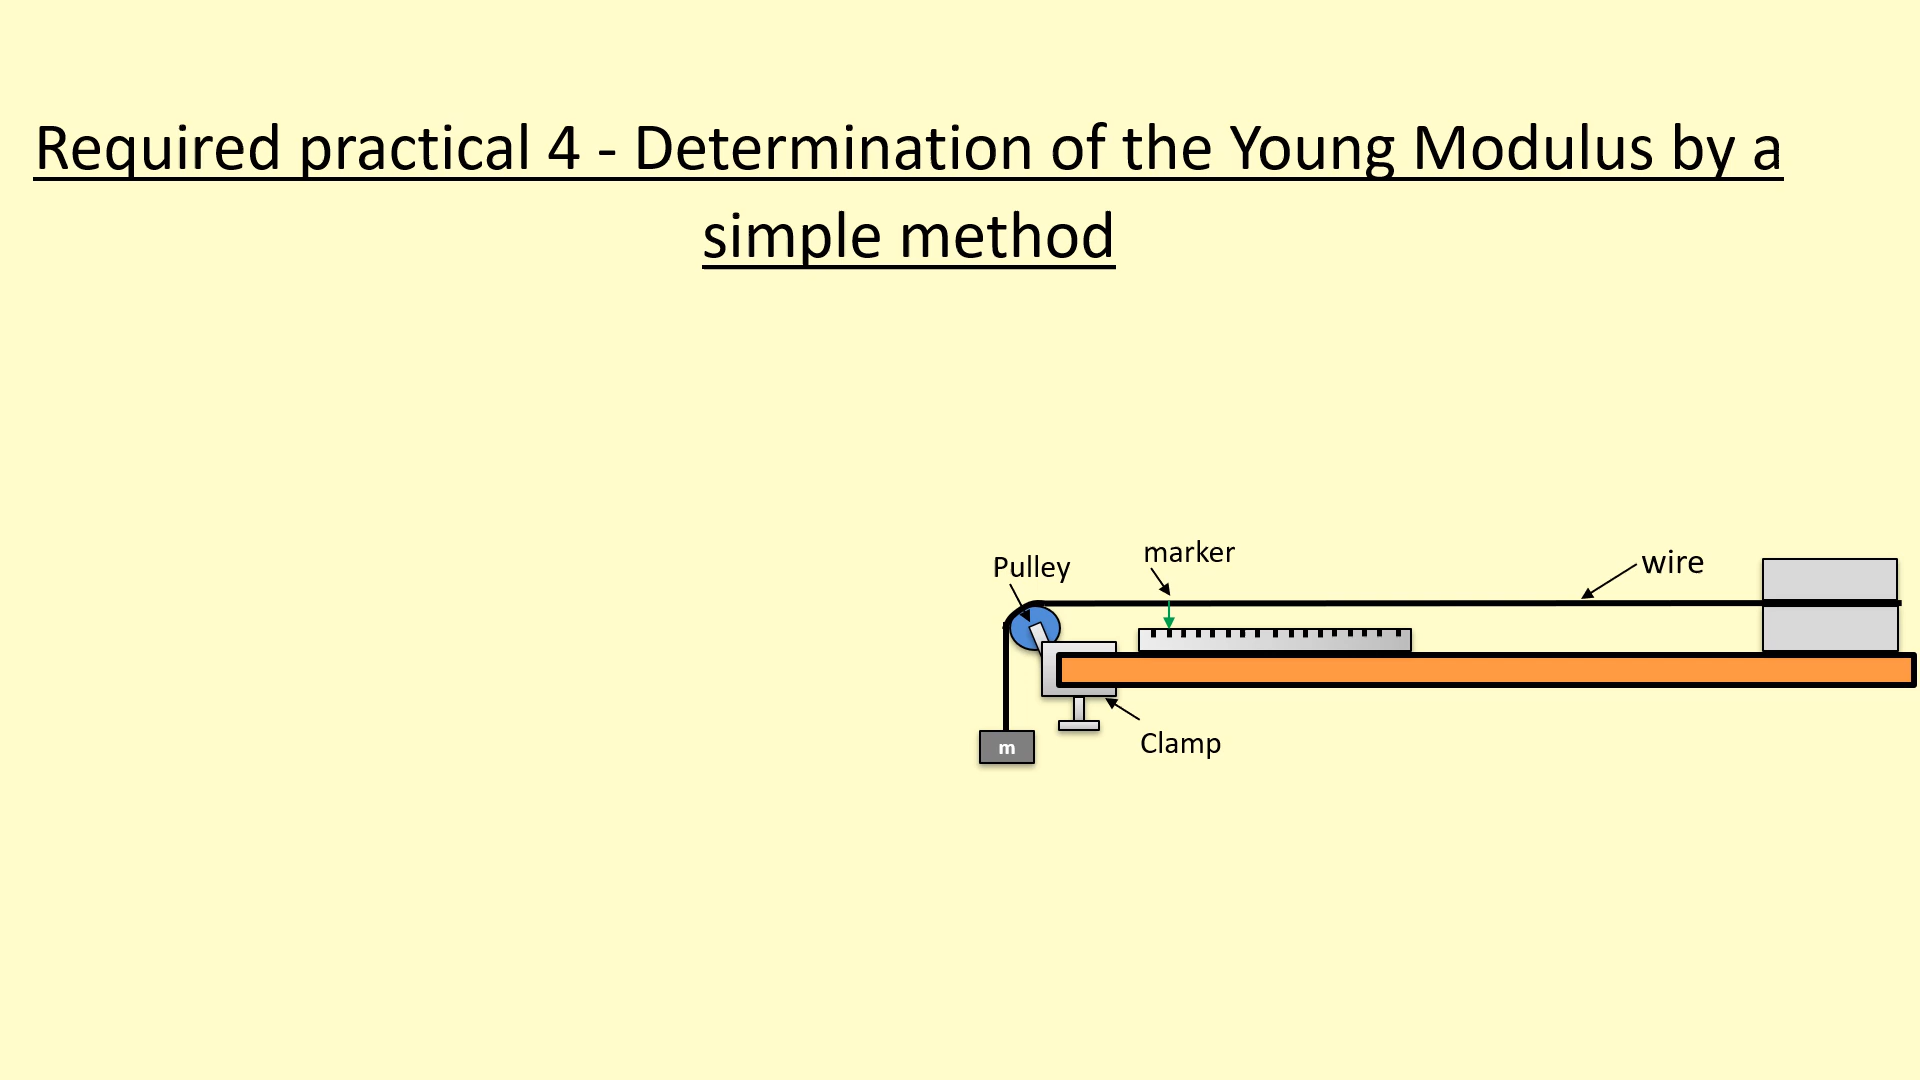 Required practical 4 - Determination of the Young Modulus by a
simple method
marker
Pulley
wire
Clamp
m